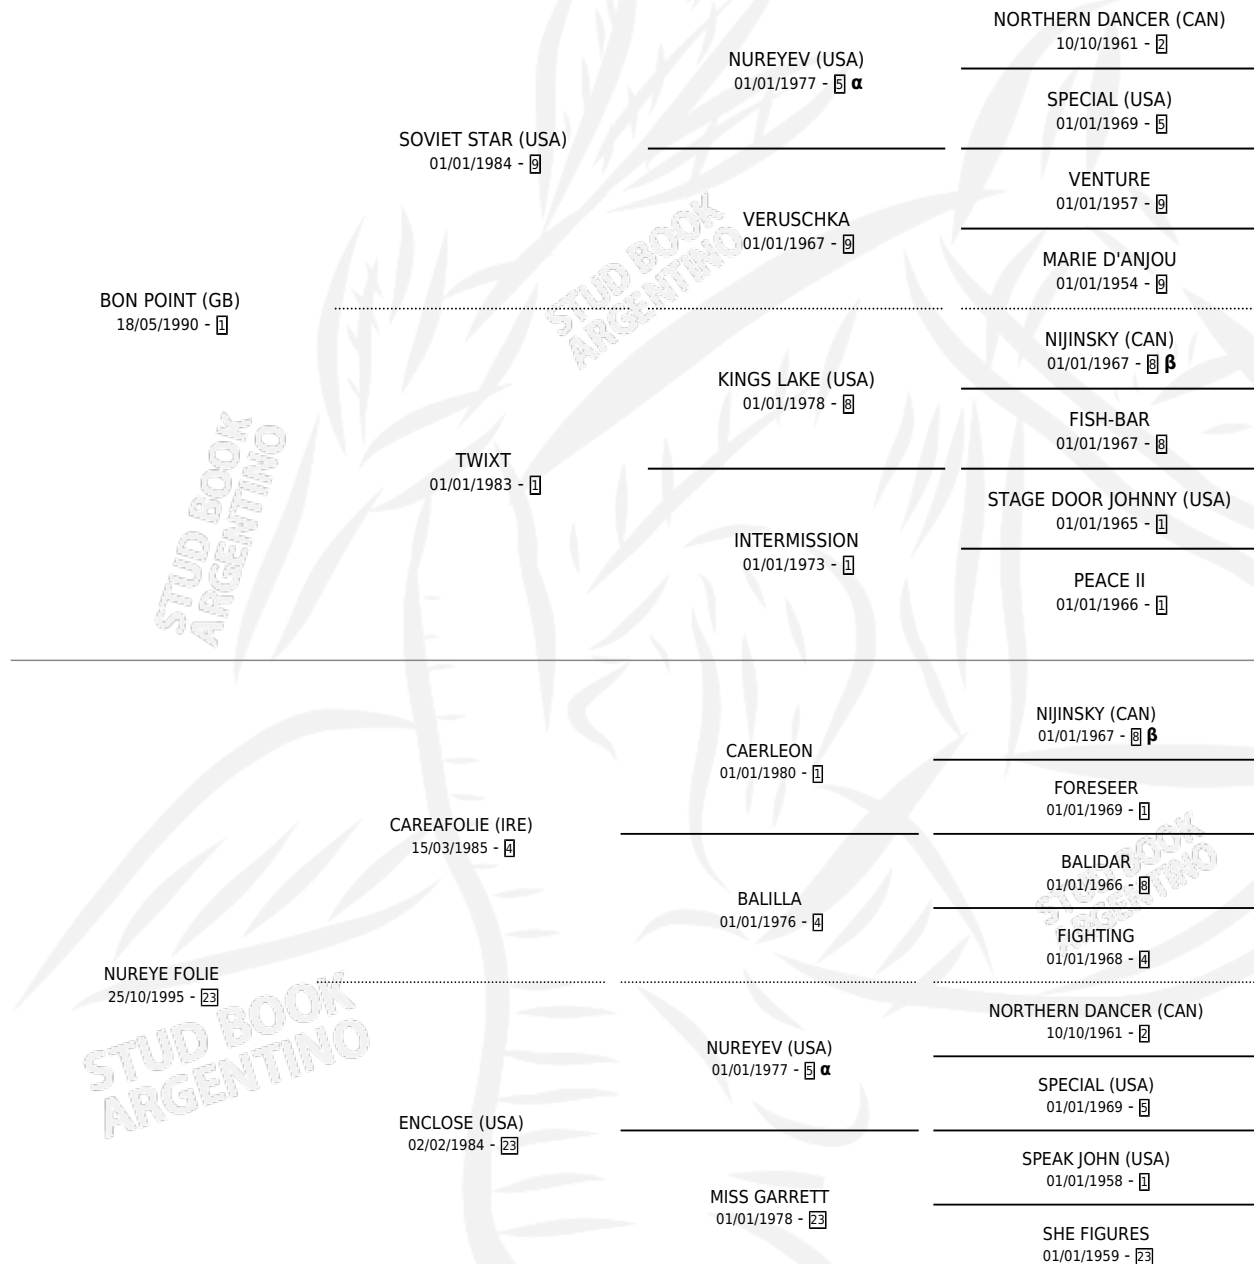 NORTHERN DANCER (CAN)
10/10/1961 - 2
NUREYEV (USA)
01/01/1977 - 5 α
SPECIAL (USA)
01/01/1969 - 5
SOVIET STAR (USA)
01/01/1984 - 9
VENTURE
01/01/1957 - 9
VERUSCHKA
01/01/1967 - 9
MARIE D'ANJOU
01/01/1954 - 9
BON POINT (GB)
18/05/1990 - 1
NIJINSKY (CAN)
01/01/1967 - 8 β
KINGS LAKE (USA)
01/01/1978 - 8
FISH-BAR
01/01/1967 - 8
TWIXT
01/01/1983 - 1
STAGE DOOR JOHNNY (USA)
01/01/1965 - 1
INTERMISSION
01/01/1973 - 1
PEACE II
01/01/1966 - 1
NIJINSKY (CAN)
01/01/1967 - 8 β
CAERLEON
01/01/1980 - 1
FORESEER
01/01/1969 - 1
CAREAFOLIE (IRE)
15/03/1985 - 4
BALIDAR
01/01/1966 - 8
BALILLA
01/01/1976 - 4
FIGHTING
01/01/1968 - 4
NUREYE FOLIE
25/10/1995 - 23
NORTHERN DANCER (CAN)
10/10/1961 - 2
NUREYEV (USA)
01/01/1977 - 5 α
SPECIAL (USA)
01/01/1969 - 5
ENCLOSE (USA)
02/02/1984 - 23
SPEAK JOHN (USA)
01/01/1958 - 1
MISS GARRETT
01/01/1978 - 23
SHE FIGURES
01/01/1959 - 23
STUD BOOK
ARGENTINO
STUD BOOK
ARGENTINO
STUD BOOK
ARGENTINO
STUD BOOK
ARGENTINO